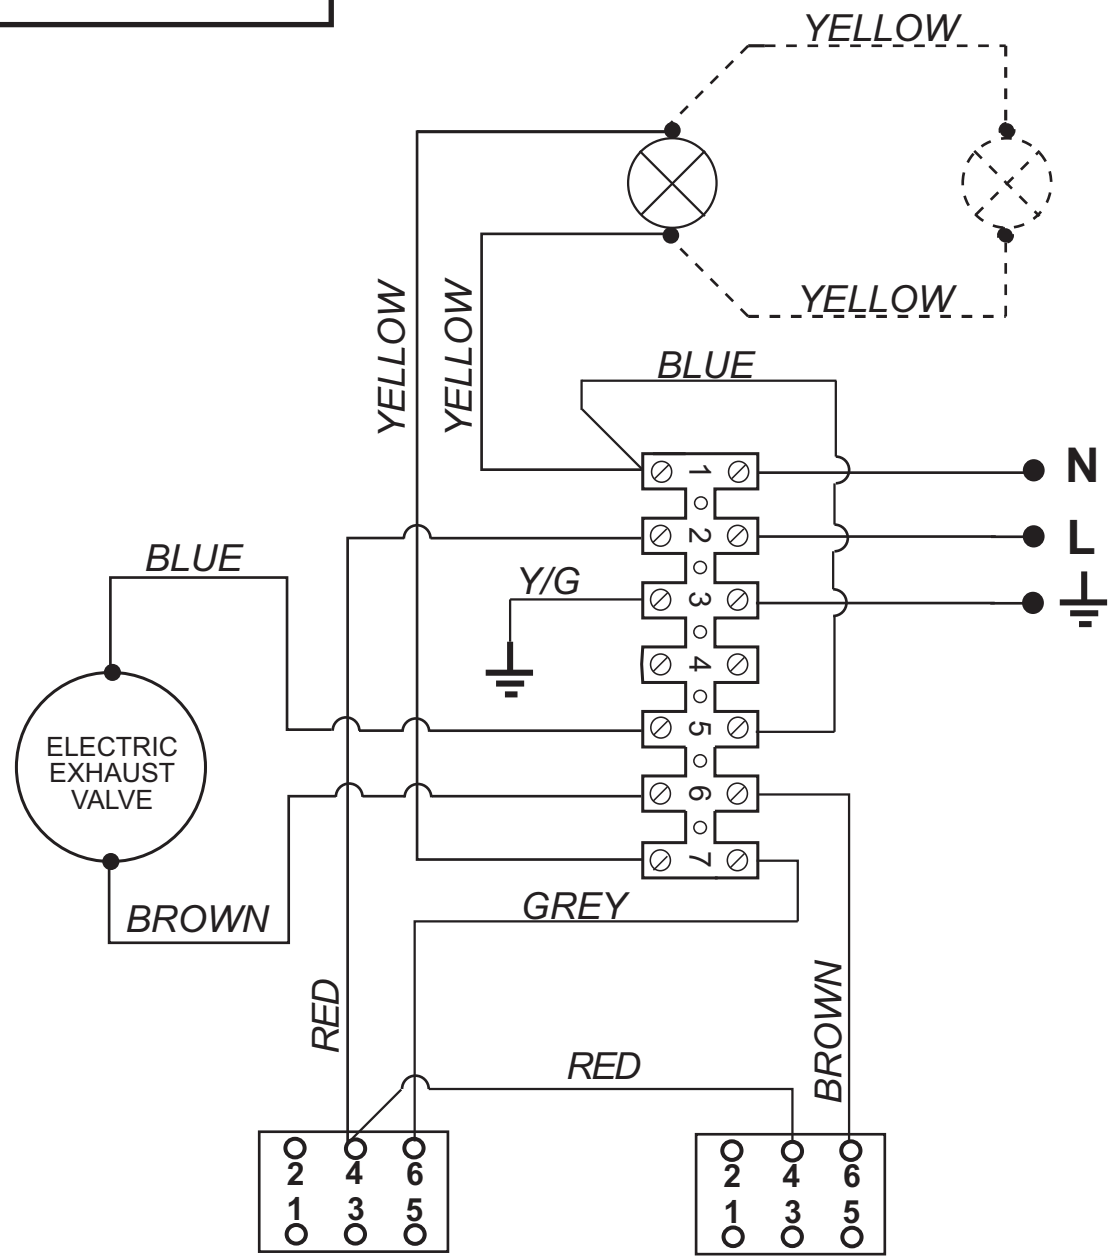 YELLOW
YELLOW
YELLOW
YELLOW
BLUE
1
N
2
L
BLUE
Y/G
3
4
ELECTRIC
EXHAUST
VALVE
5
6
7
BROWN
GREY
RED
BROWN
RED
2 4 6
1 3 5
2 4 6
1 3 5